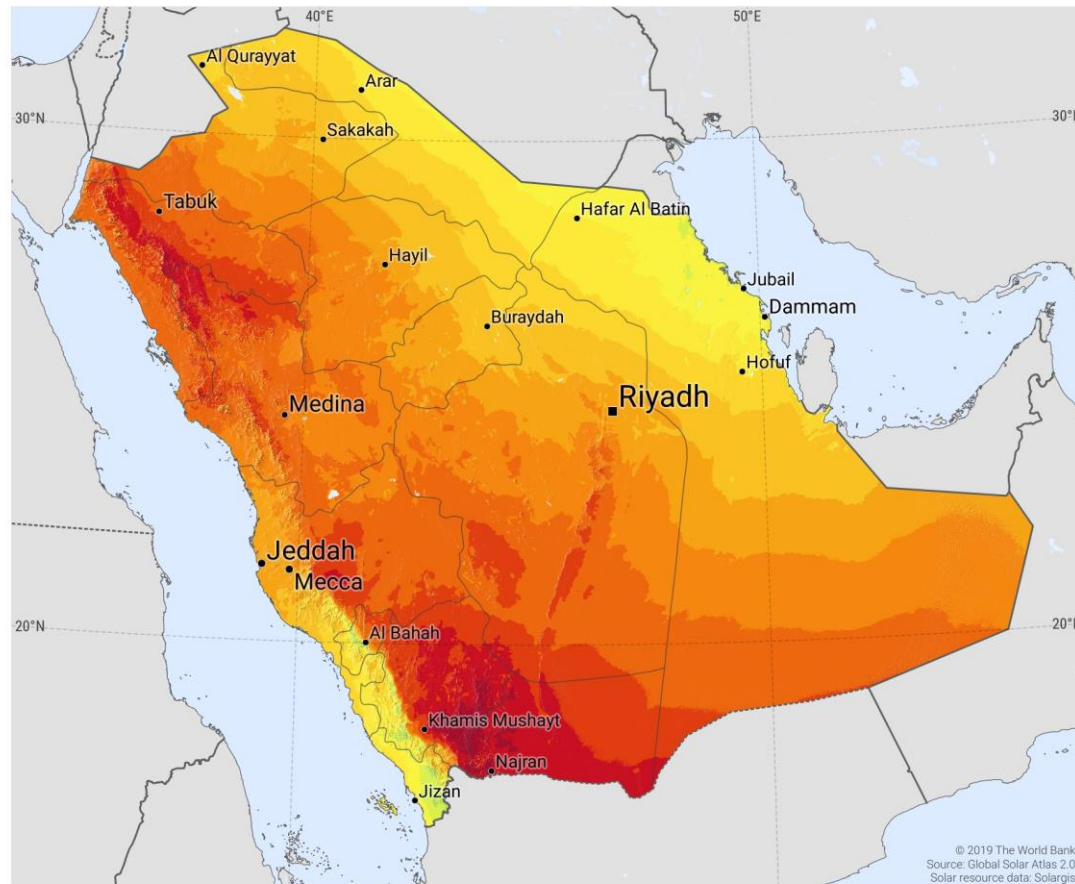 40°E
50°E
Al Qurayyat
Arar
30°N
30°N
Sakakah
Tabuk
Hafar Al Batin
Hayil
Jubail
Buraydah
Dammam
Hofuf
Riyadh
Medina
Jeddah
Mecca
20°N
20°N
Al Bahah
Khamis Mushayt
Najran
Jizan
© 2019 The World Bank
Source: Global Solar Atlas 2.0
Solar resource data: Solargis